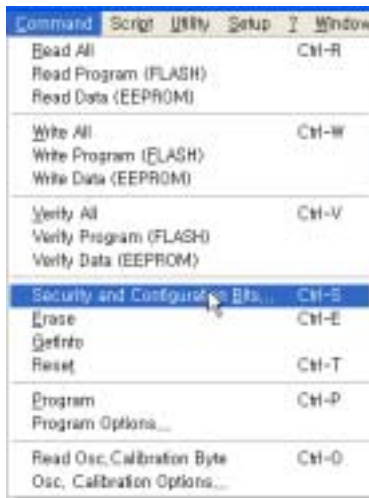 Command Script Utility Setup ? Window
Read All Ctrl-R
Read Program (FLASH)
Read Data (EEPROM)
Write All Ctrl-W
Write Program (FLASH)
Write Data (EEPROM)
Verify All Ctrl-V
Verify Program (FLASH)
Verify Data (EEPROM)
Security and Configuration Bits... Ctrl-S
Erase Ctrl-E
GetInfo
Reset Ctrl-T
Program Ctrl-P
Program Options...
Read Osc. Calibration Byte Ctrl-O
Osc. Calibration Options...